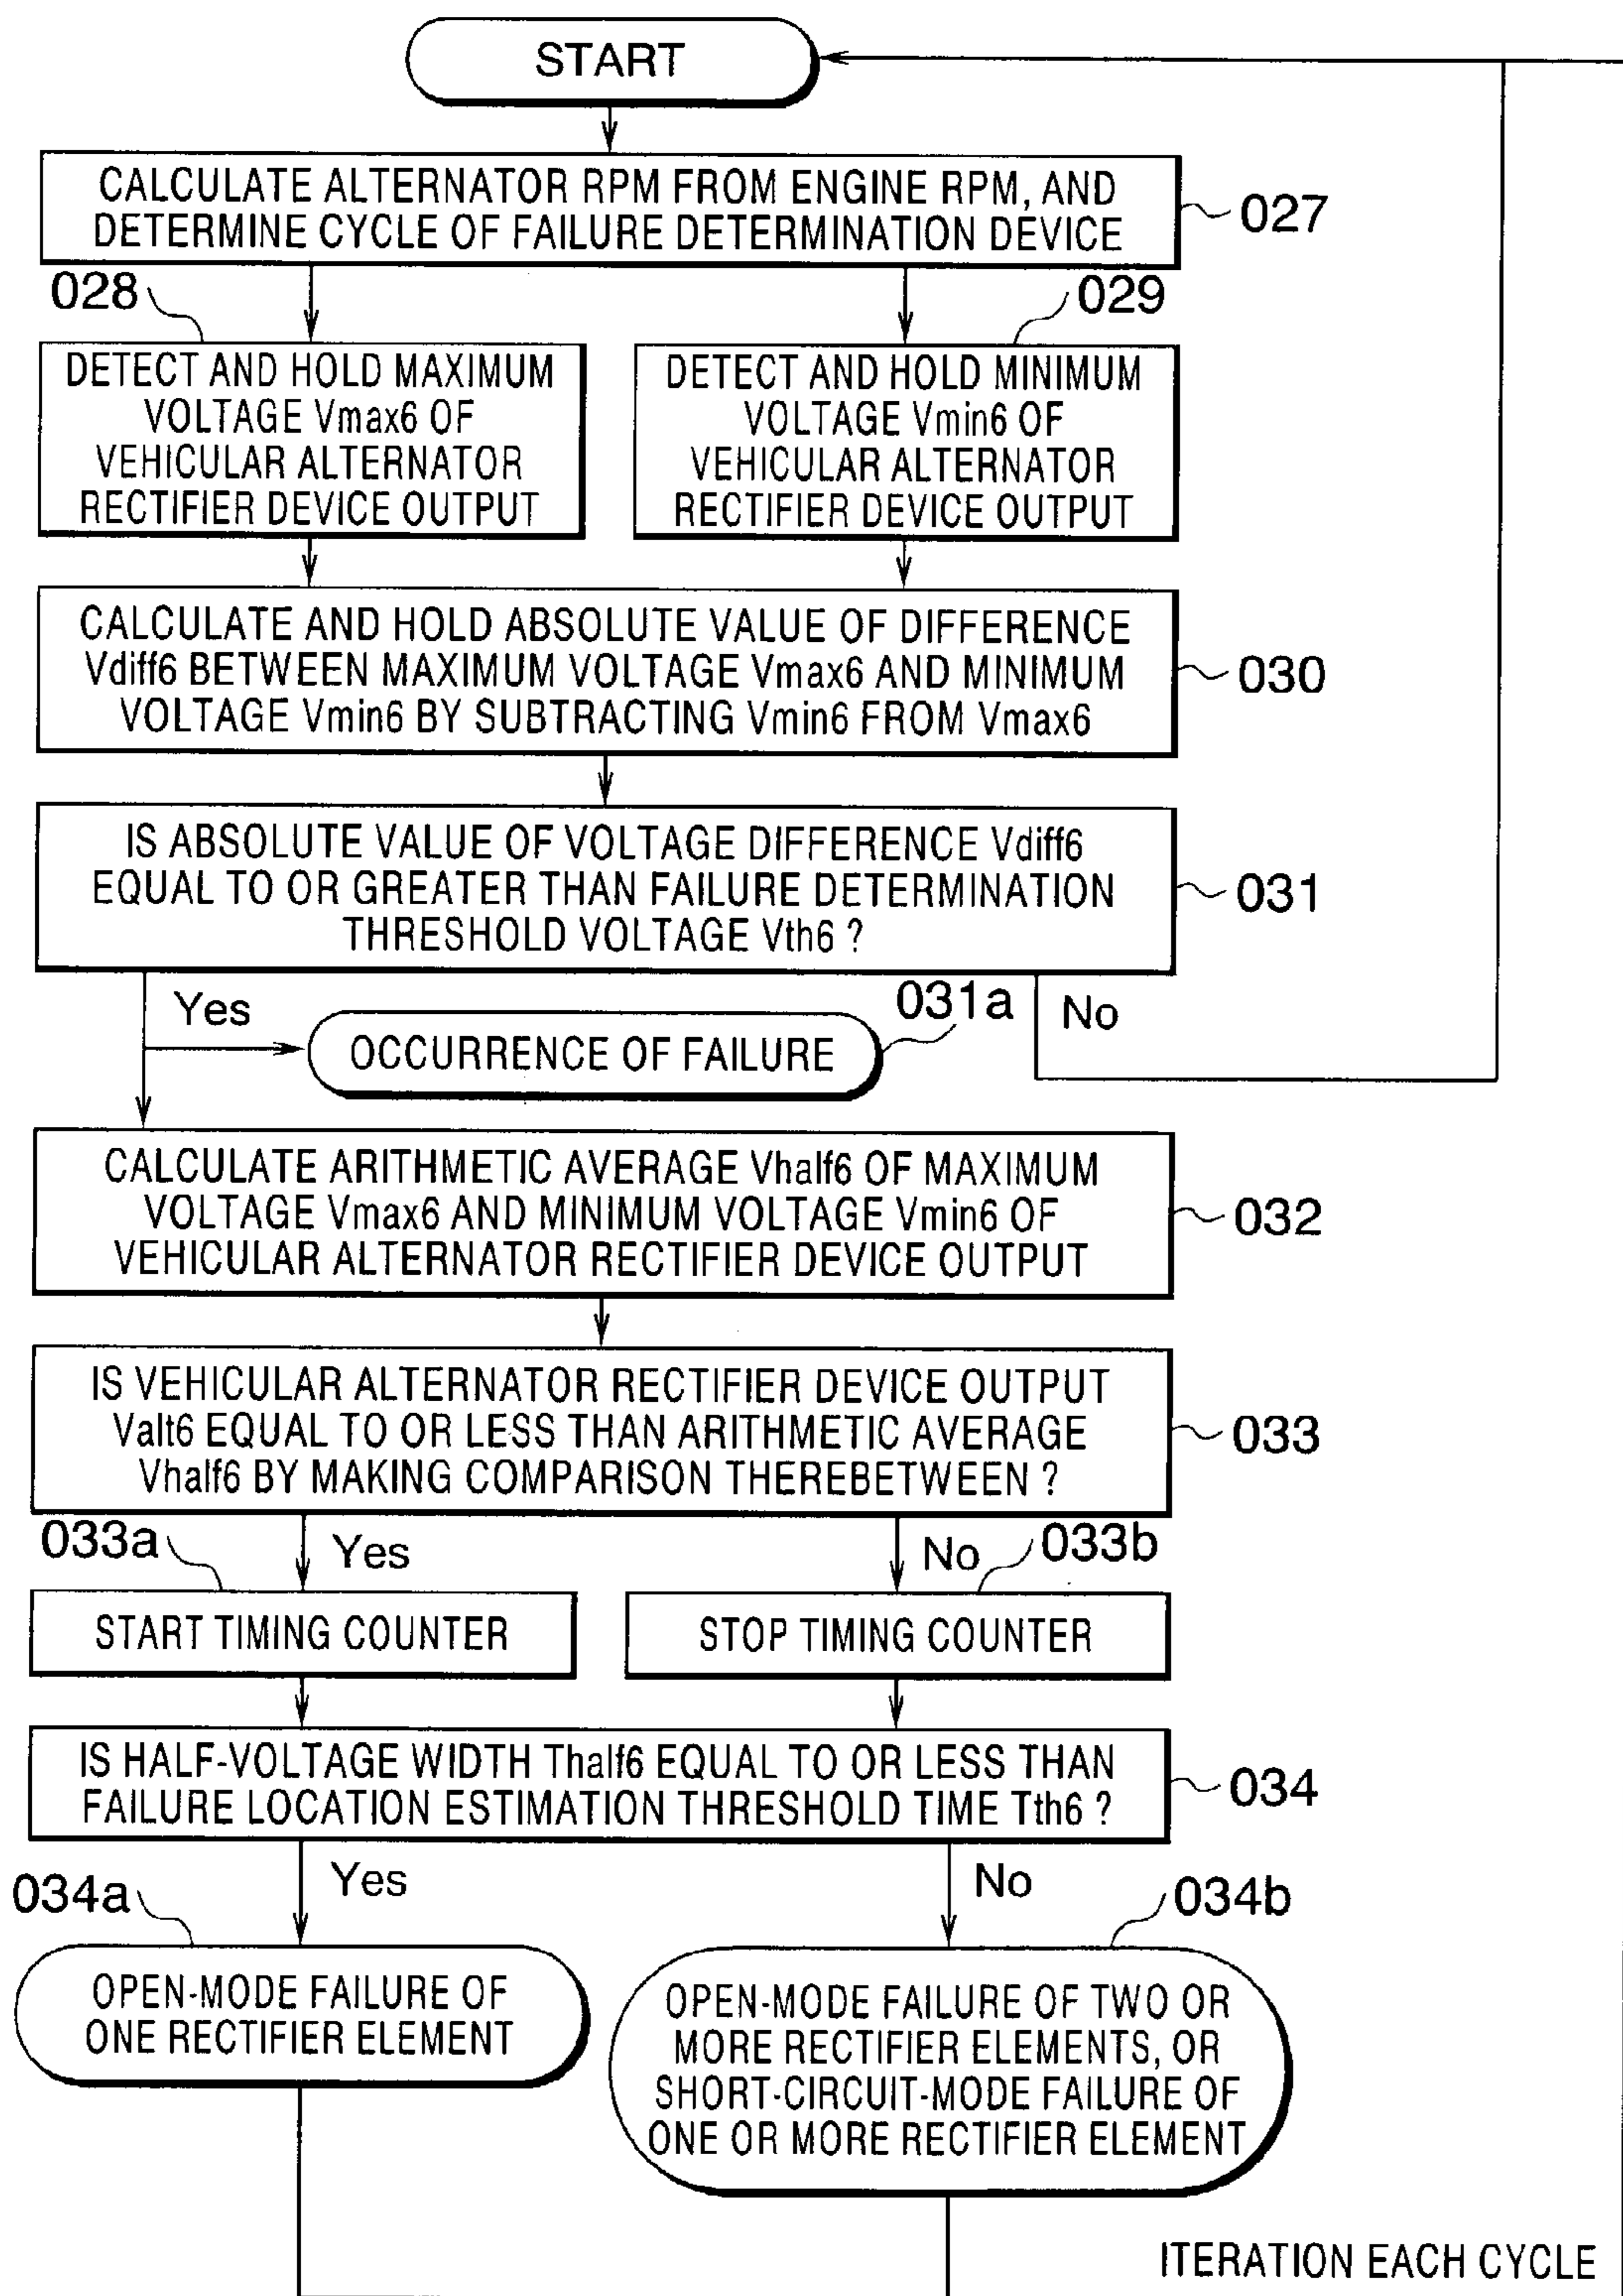 START
CALCULATE ALTERNATOR RPM FROM ENGINE RPM, AND
DETERMINE CYCLE OF FAILURE DETERMINATION DEVICE
027
028
029
DETECT AND HOLD MAXIMUM
VOLTAGE Vmax6 OF
VEHICULAR ALTERNATOR
RECTIFIER DEVICE OUTPUT
DETECT AND HOLD MINIMUM
VOLTAGE Vmin6 OF
VEHICULAR ALTERNATOR
RECTIFIER DEVICE OUTPUT
CALCULATE AND HOLD ABSOLUTE VALUE OF DIFFERENCE
Vdiff6 BETWEEN MAXIMUM VOLTAGE Vmax6 AND MINIMUM
VOLTAGE Vmin6 BY SUBTRACTING Vmin6 FROM Vmax6
030
IS ABSOLUTE VALUE OF VOLTAGE DIFFERENCE Vdiff6
EQUAL TO OR GREATER THAN FAILURE DETERMINATION
THRESHOLD VOLTAGE Vth6 ?
031
Yes
031a
No
OCCURRENCE OF FAILURE
CALCULATE ARITHMETIC AVERAGE Vhalf6 OF MAXIMUM
VOLTAGE Vmax6 AND MINIMUM VOLTAGE Vmin6 OF
VEHICULAR ALTERNATOR RECTIFIER DEVICE OUTPUT
032
IS VEHICULAR ALTERNATOR RECTIFIER DEVICE OUTPUT
Valt6 EQUAL TO OR LESS THAN ARITHMETIC AVERAGE
Vhalf6 BY MAKING COMPARISON THEREBETWEEN ?
033
033a
Yes
No
033b
START TIMING COUNTER
STOP TIMING COUNTER
IS HALF-VOLTAGE WIDTH Thalf6 EQUAL TO OR LESS THAN
FAILURE LOCATION ESTIMATION THRESHOLD TIME Tth6 ?
034
034a
Yes
No
034b
OPEN-MODE FAILURE OF
ONE RECTIFIER ELEMENT
OPEN-MODE FAILURE OF TWO OR
MORE RECTIFIER ELEMENTS, OR
SHORT-CIRCUIT-MODE FAILURE OF
ONE OR MORE RECTIFIER ELEMENT
ITERATION EACH CYCLE